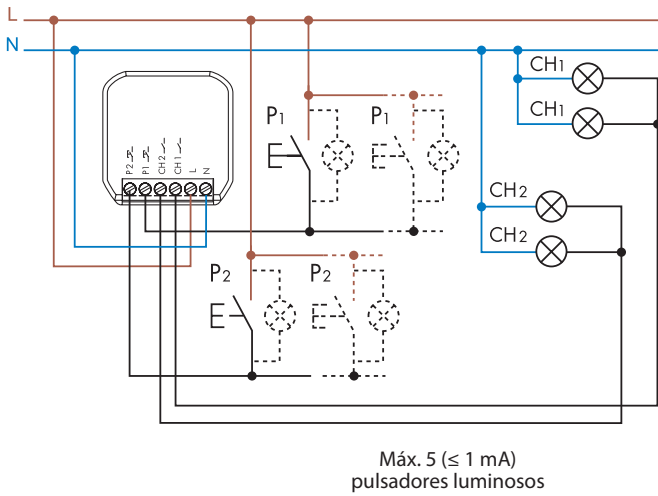 L
N
CH1
CH1
P1
P1
P2
P1
CH2
CH1
L
N
CH2
CH2
P2
P2
Máx. 5 (≤ 1 mA)
pulsadores luminosos